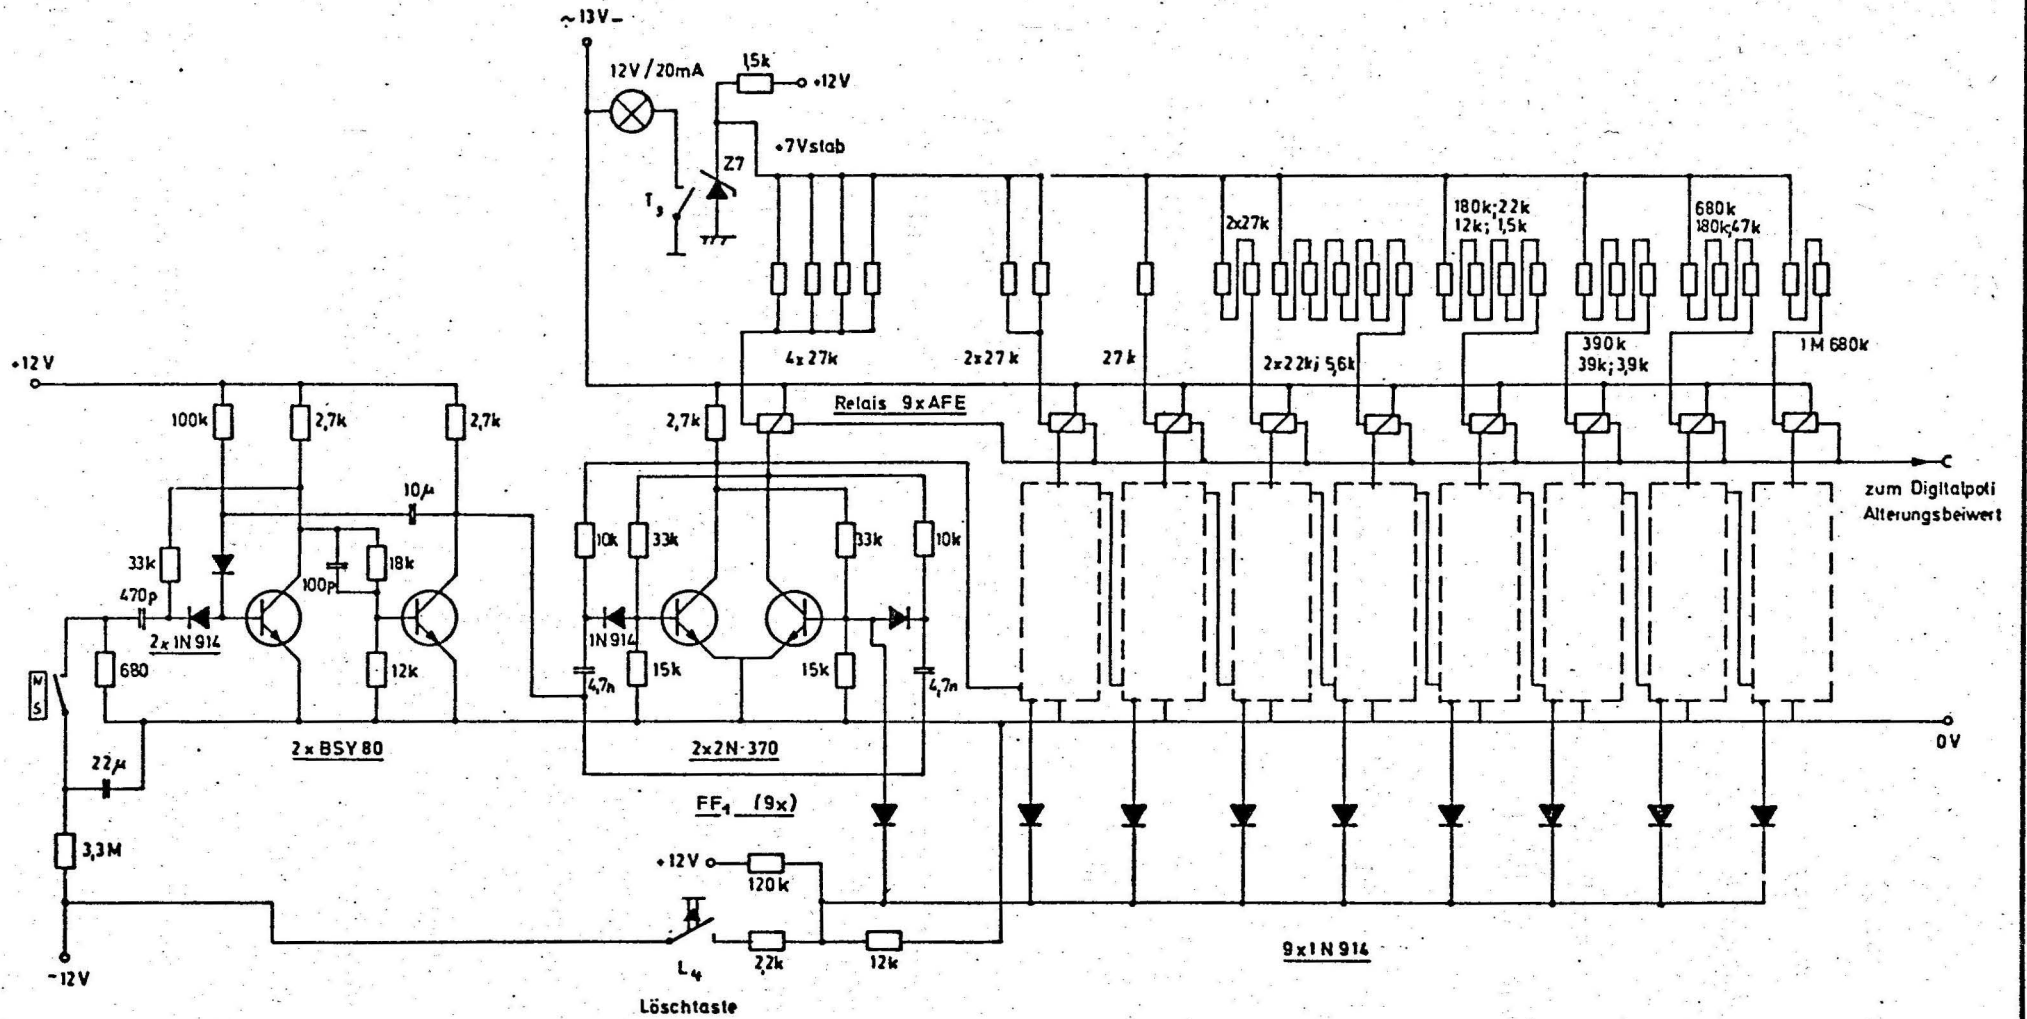 ~13V-
12V/20mA
1,5k
+12V
+7Vstab
Z7
T3
2x27k
180k; 22k
12k; 1,5k
680k
180k;47k
4x27k
2x27k
27k
2x22k; 5,6k
390k
39k; 3,9k
1M 680k
+12V
100k
2,7k
2,7k
2,7k
Relais 9xAFE
10µ
C
zum Digitalpoti
Alterungsbeiwert
33k
100p
18k
10k
33k
33k
10k
470p
2x1N914
1N914
680
12k
4,7n
15k
15k
4,7n
M
S
2xBSY80
2x2N-370
0V
22µ
FF1 (9x)
3,3M
+12V
120k
2,2k
12k
9x1N914
-12V
L4
Löschtaste